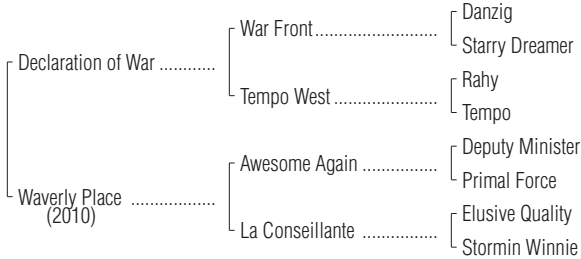 Danzig
War Front
Starry Dreamer
Declaration of War
Rahy
Tempo West
Tempo
Deputy Minister
Awesome Again
Primal Force
Waverly Place
(2010)
Elusive Quality
La Conseillante
Stormin Winnie